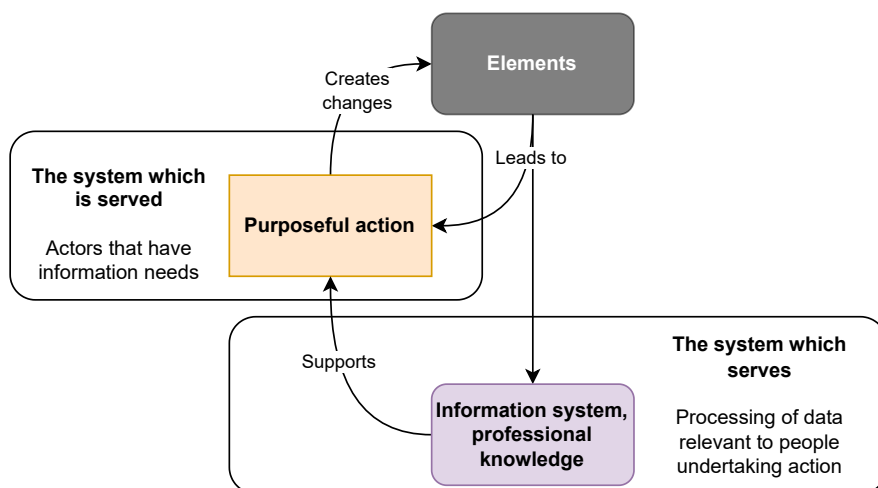 Elements
Creates
changes
Leads to
The system which
is served
Actors that have
information needs
Purposeful action
Supports
The system which
serves
Processing of data
relevant to people
undertaking action
Information system,
professional
knowledge